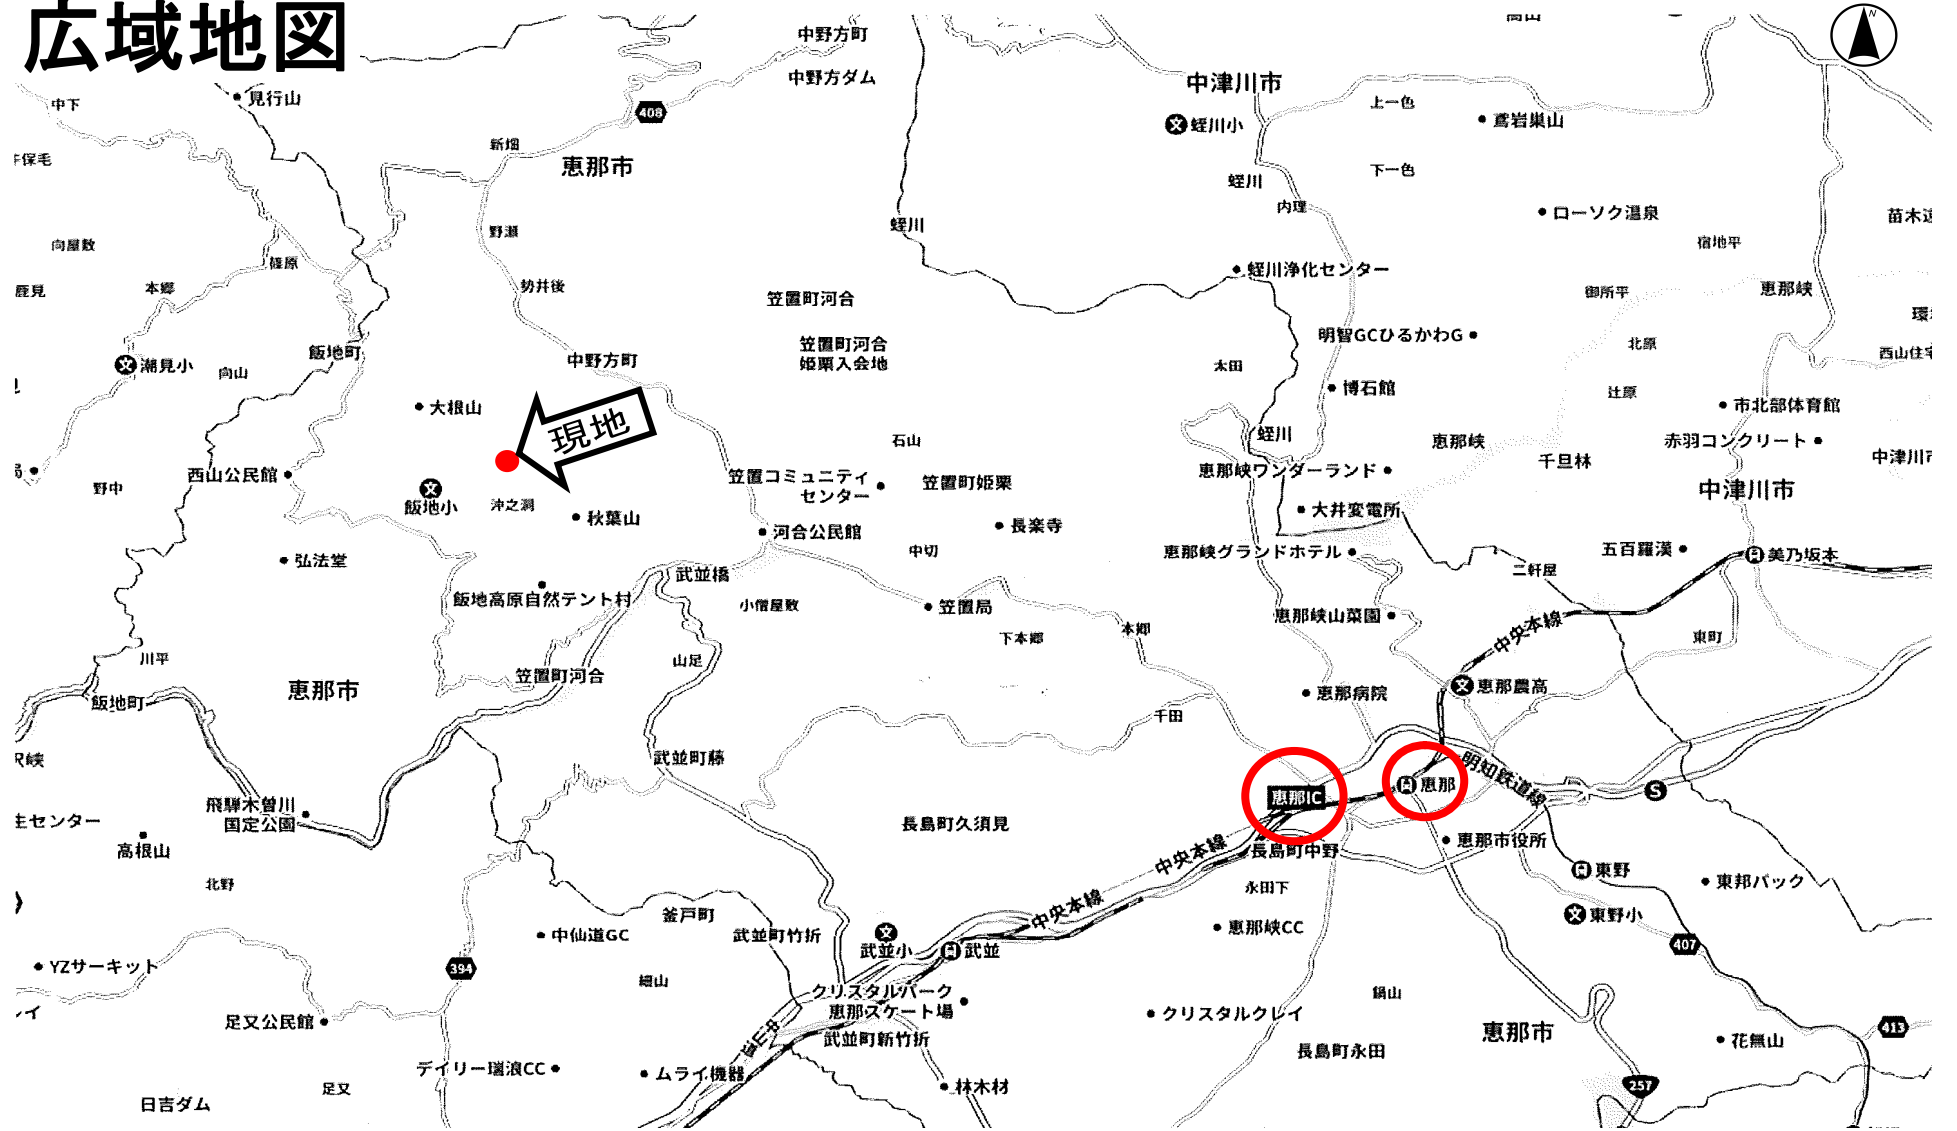 広域地図
N
中野方町
中野方ダム
高山
中津川市
見行山
中下
408
蛭川小
上一色
鳶岩巣山
新畑
恵那市
下一色
蛭川
内理
ローソク温泉
野瀬
蛭川
向屋敷
宿地平
篠原
蛭川浄化センター
勢井後
本郷
鹿見
笠置町河合
御所平
恵那峡
明智GCひるかわG
笠置町河合
姫栗入会地
北原
飯地町
中野方町
西山住宅
潮見小
向山
太田
博石館
辻原
大根山
市北部体育館
現地
蛭川
石山
恵那峡
赤羽コンクリート
千旦林
恵那峡ワンダーランド
西山公民館
笠置コミュニティ
センター
笠置町姫栗
野中
飯地小
沖之洞
中津川市
秋葉山
大井変電所
長楽寺
河合公民館
中切
恵那峡グランドホテル
五百羅漢
美乃坂本
弘法堂
武並橋
二軒屋
飯地高原自然テント村
小僧屋敷
笠置局
恵那峡山菜園
下本郷
本郷
中央本線
東町
川平
山足
笠置町河合
恵那市
恵那病院
恵那農高
飯地町
千田
武並町藤
明知鉄道線
恵那IC
恵那
S
飛騨木曽川
国定公園
生センター
長島町久須見
高根山
中央本線
長島町中野
恵那市役所
東野
北野
永田下
東邦パック
釜戸町
中央本線
東野小
中仙道GC
武並町竹折
武並小
武並
恵那峡CC
407
YZサーキット
394
細山
クリスタルパーク
恵那スケート場
鍋山
足又公民館
クリスタルクレイ
恵那市
413
武並町新竹折
花無山
長島町永田
デイリー瑞浪CC
ムライ機器
足又
林木材
257
日吉ダム